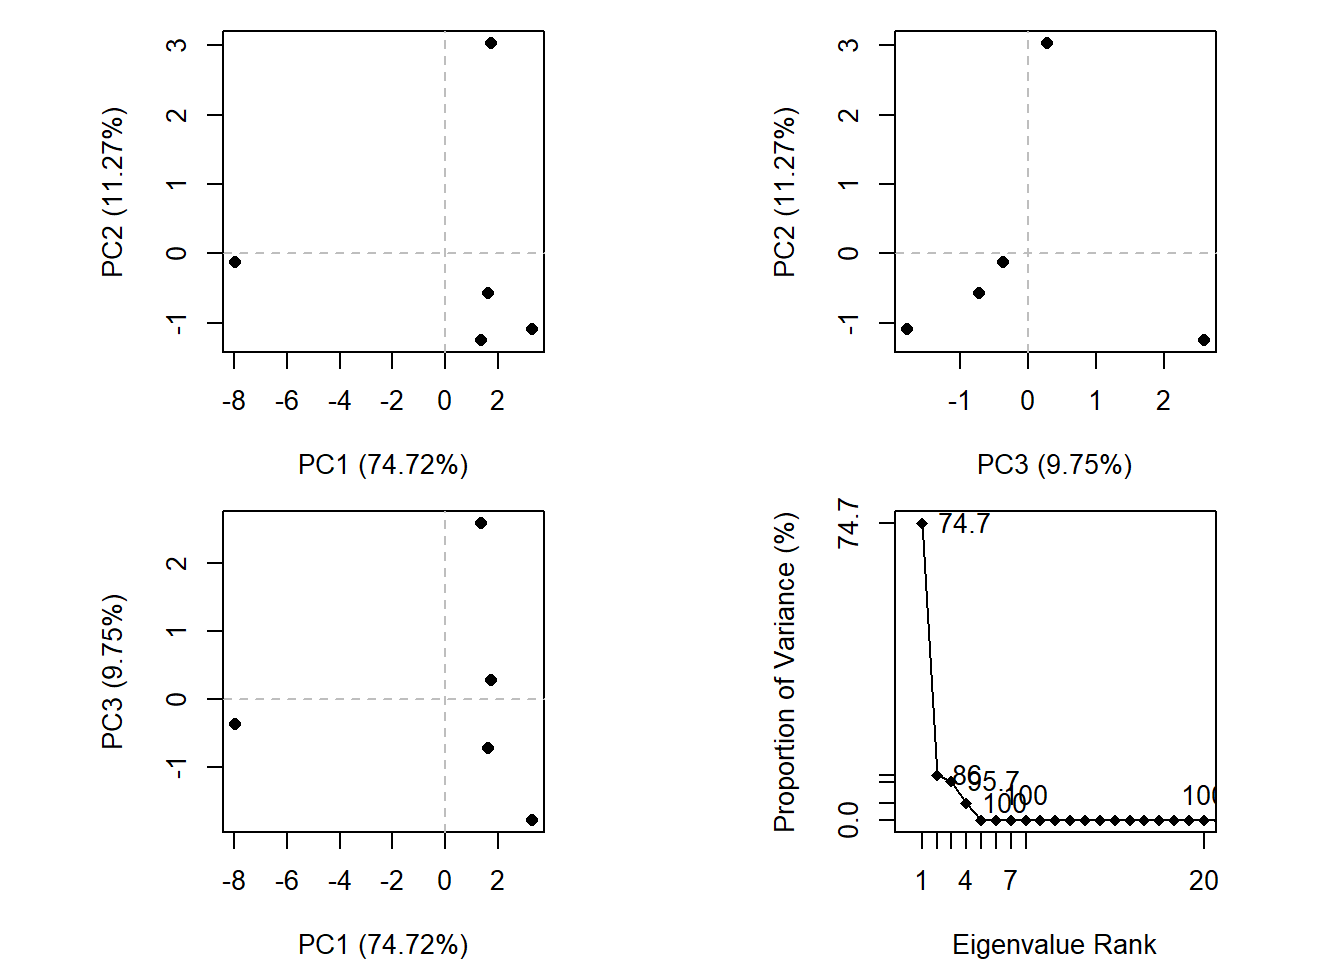 PC2 (11.27%)
3
2
1
0
-1
-8 -6 -4 -2 0 2
PC1 (74.72%)
PC2 (11.27%)
3
2
1
0
-1
-1 0 1 2
PC3 (9.75%)
PC3 (9.75%)
2
1
0
-1
-8 -6 -4 -2 0 2
PC1 (74.72%)
Proportion of Variance (%)
74.7
0.0
74.7
86
95.7
100
100
100
1 4 7 20
Eigenvalue Rank